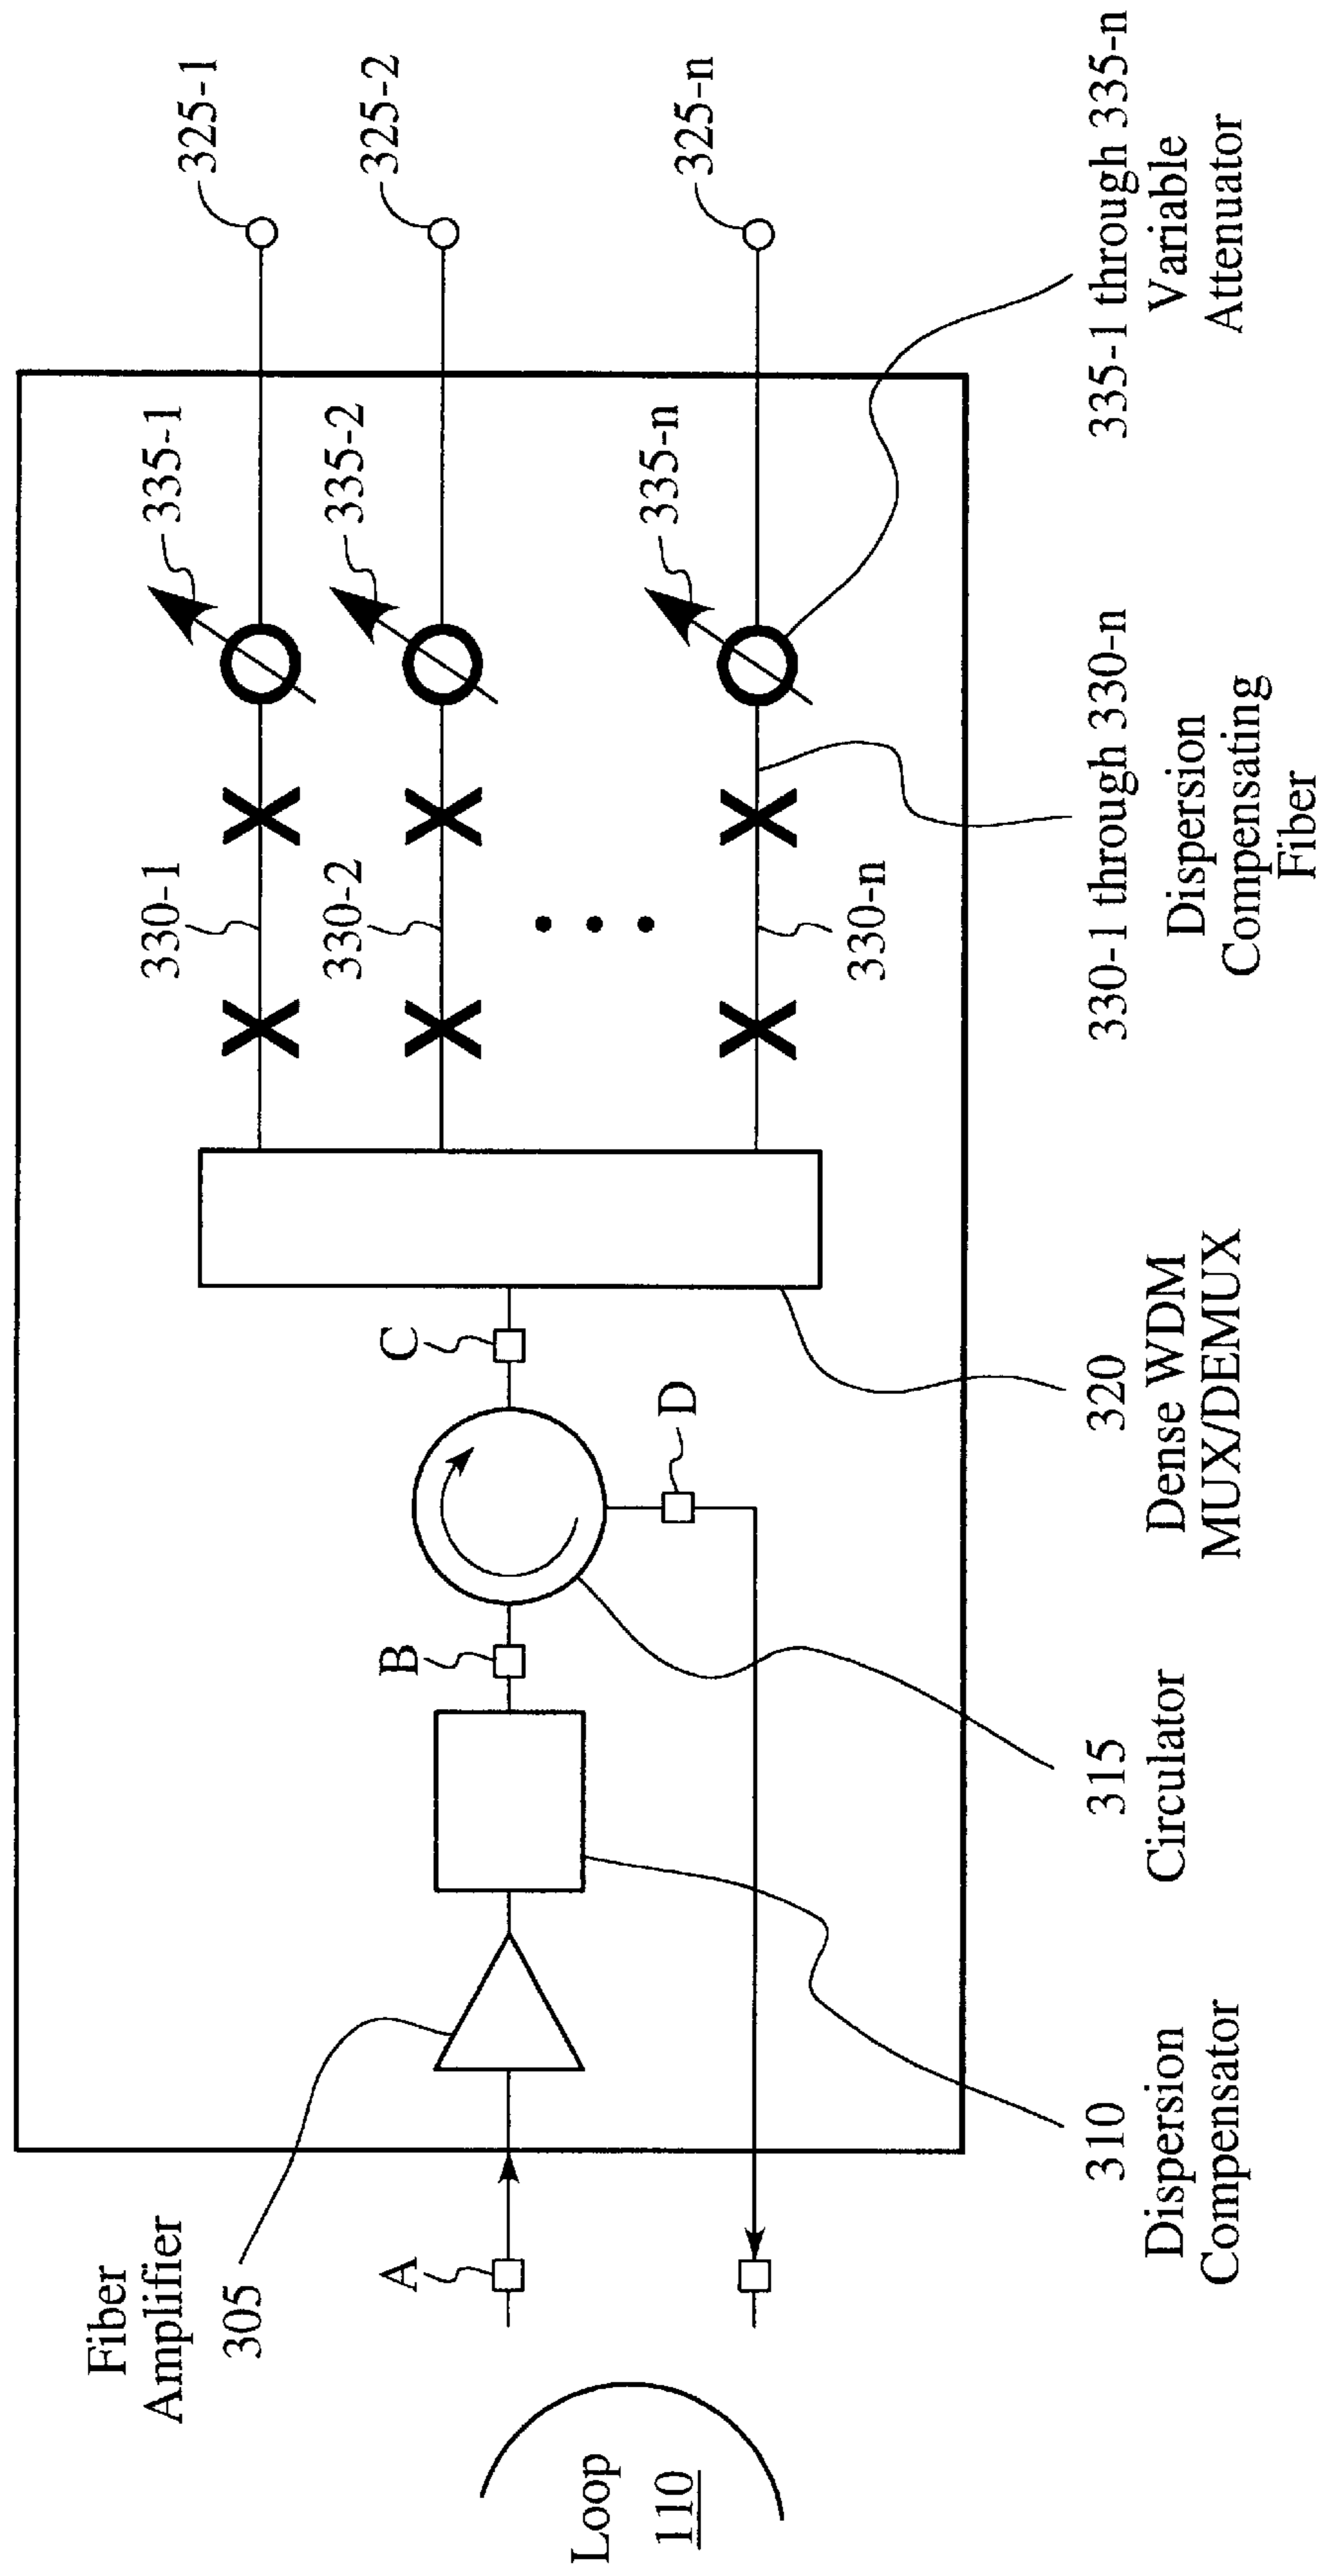 325-1
325-2
325-n
335-1
335-2
335-n
330-1
330-2
330-n
C
D
B
A
Fiber
Amplifier
305
Loop
110
310
Dispersion
Compensator
315
Circulator
320
Dense WDM
MUX/DEMUX
330-1 through 330-n
Dispersion
Compensating
Fiber
335-1 through 335-n
Variable
Attenuator